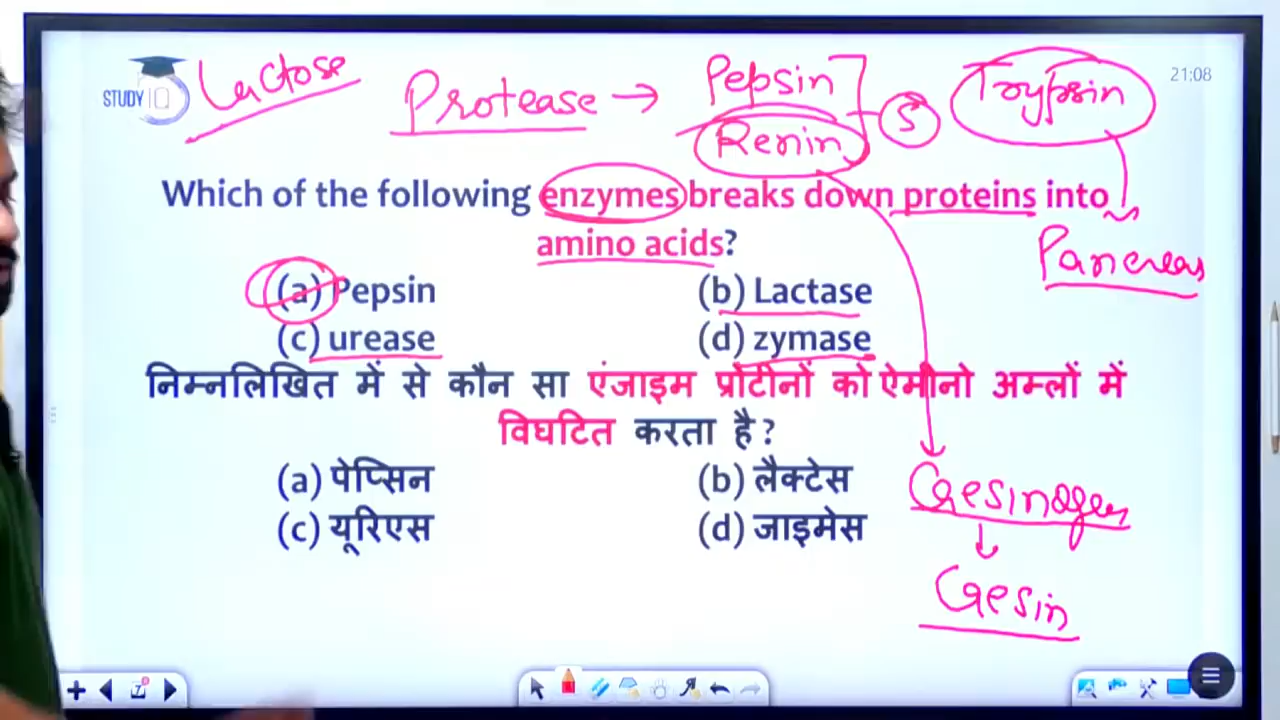 STUDY IQ
Lactose
Protease → Pepsin
Renin
S
Trypsin
21:08
Which of the following enzymes breaks down proteins into
amino acids?
Pancreas
(a) Pepsin (b) Lactase
(c) urease (d) zymase
निम्नलिखित में से कौन सा एंजाइम प्रोटीनों को ऐमीनो अम्लों में
विघटित करता है?
(a) पेप्सिन (b) लैक्टेस
(c) यूरिएस (d) जाइमेस
Caesinogen
↓
Caesin